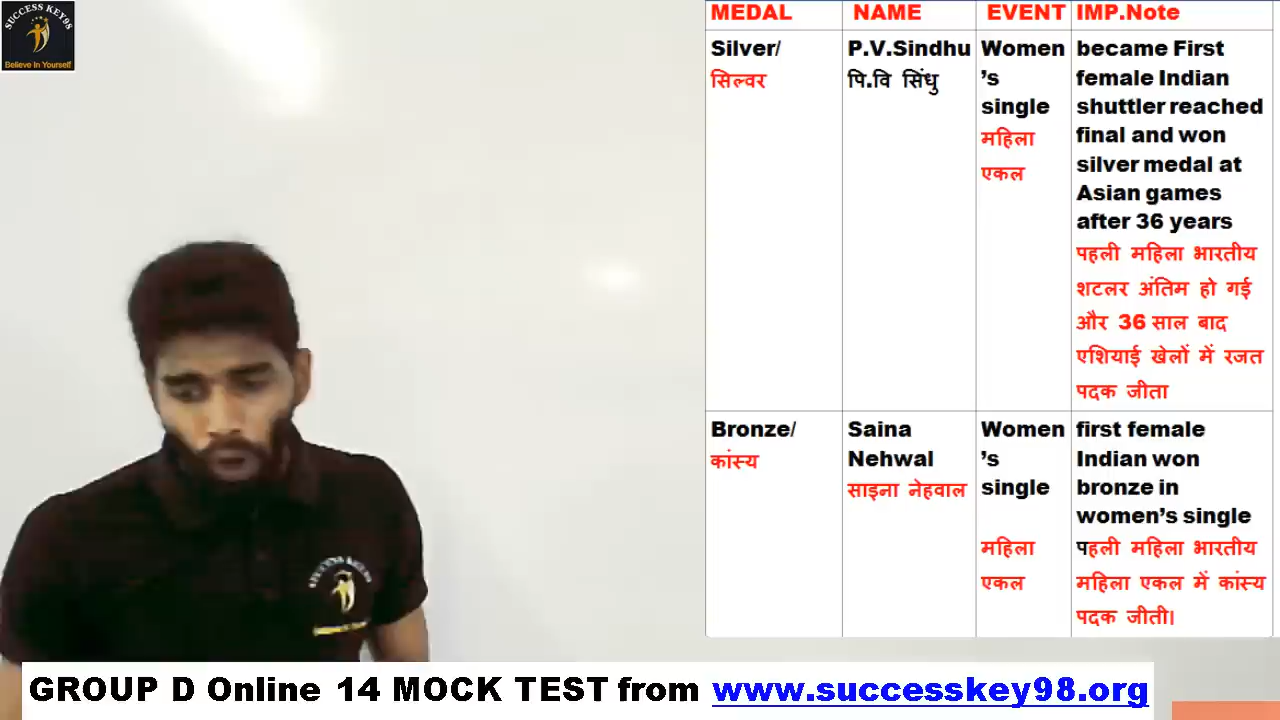 SUCCESS KEY98
Believe In Yourself
MEDAL NAME EVENT IMP.Note
Silver/
सिल्वर
P.V.Sindhu
पि.वि सिंधु
Women
’s
single
महिला
एकल
became First
female Indian
shuttler reached
final and won
silver medal at
Asian games
after 36 years
पहली महिला भारतीय
शटलर अंतिम हो गई
और 36 साल बाद
एशियाई खेलों में रजत
पदक जीता
Bronze/
कांस्य
Saina
Nehwal
साइना नेहवाल
Women
’s
single
महिला
एकल
first female
Indian won
bronze in
women’s single
पहली महिला भारतीय
महिला एकल में कांस्य
पदक जीती।
SUCCESS KEY98
GROUP D Online 14 MOCK TEST from www.successkey98.org